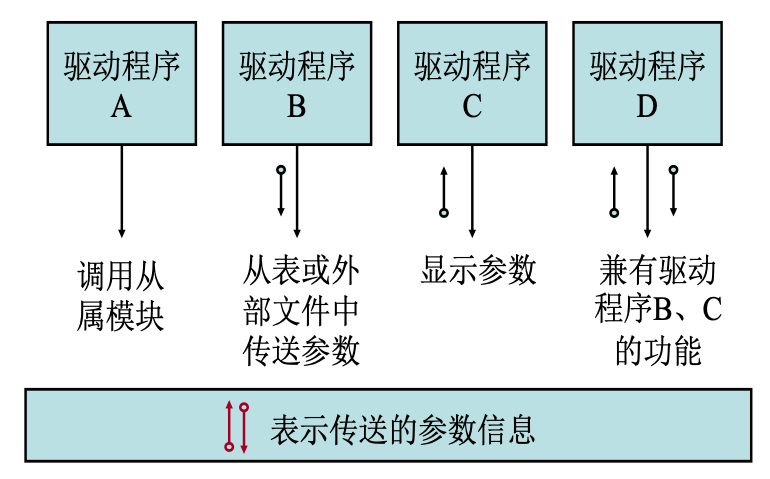 驱动程序
A
驱动程序
B
驱动程序
C
驱动程序
D
调用从
属模块
从表或外
部文件中
传送参数
显示参数
兼有驱动
程序B、C
的功能
表示传送的参数信息